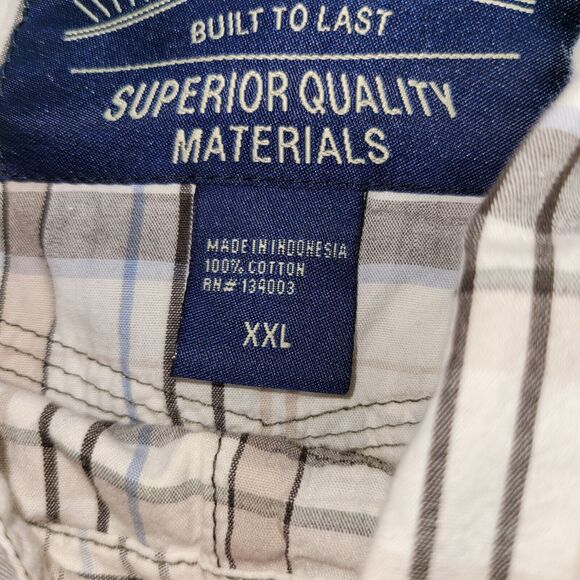 BUILT TO LAST
SUPERIOR QUALITY
MATERIALS
MADE IN INDONESIA
100% COTTON
RN# 134003
XXL